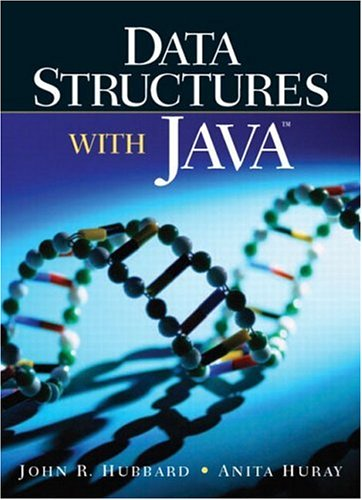 DATA
STRUCTURES
WITH JAVA™
JOHN R. HUBBARD • ANITA HURAY